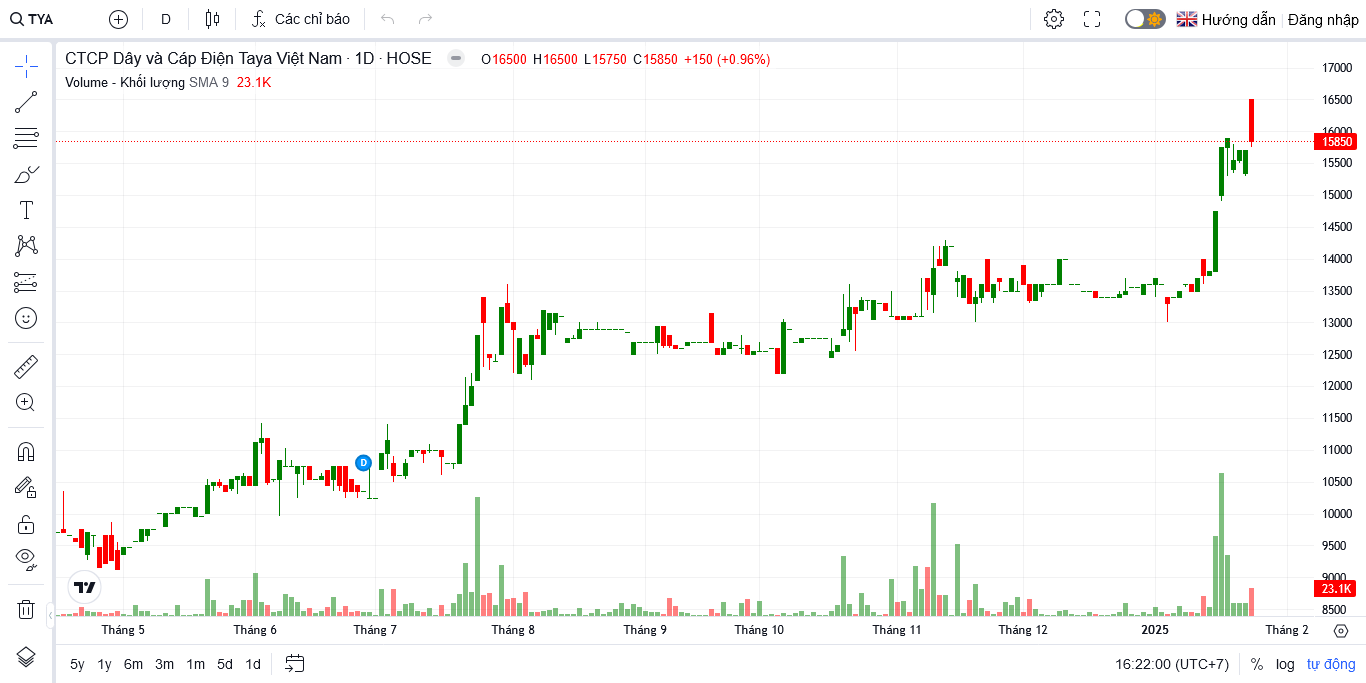 TYA D Các chỉ báo Hướng dẫn Đăng nhập
CTCP Dây và Cáp Điện Taya Việt Nam · 1D · HOSE O16500 H16500 L15750 C15850 +150 (+0.96%)
Volume - Khối lượng SMA 9 23.1K
17000
16500
16000
15850
15500
15000
14500
14000
13500
13000
12500
12000
11500
11000
D
10500
10000
9500
9000
23.1K
8500
Tháng 5 Tháng 6 Tháng 7 Tháng 8 Tháng 9 Tháng 10 Tháng 11 Tháng 12 2025 Tháng 2
5y 1y 6m 3m 1m 5d 1d 16:22:00 (UTC+7) % log tự động